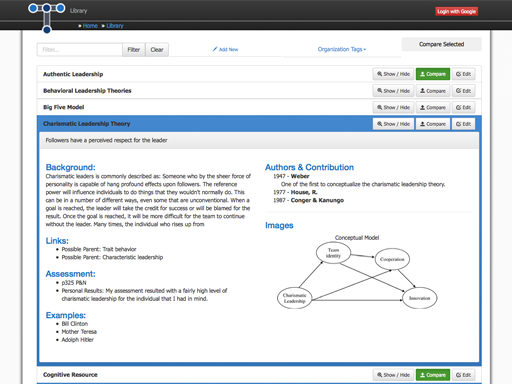 Library
Login with Google
» Home » Library
Filter...
Filter
Clear
Add New
Organization Tags
Compare Selected
Authentic Leadership
Show / Hide
Compare
Edit
Behavioral Leadership Theories
Show / Hide
Compare
Edit
Big Five Model
Show / Hide
Compare
Edit
Charismatic Leadership Theory
Show / Hide
Compare
Edit
Followers have a perceived respect for the leader
Background:
Charismatic leaders is commonly described as: Someone who by the sheer force of
personality is capable of hang profound effects upon followers. The reference
power will influence individuals to do things that they wouldn't normally do. This
can be in a number of different ways, even some that are unconventional. When a
goal is reached, the leader will take the credit for success or will be blamed for the
result. Once the goal is reached, it will be more difficult for the team to continue
without the leader. Many times, the individual who rises up from
Links:
Possible Parent: Trait behavior
Possible Parent: Characteristic leadership
Assessment:
p325 P&N
Personal Results: My assessment resulted with a fairly high level of
charismatic leadership for the individual that I had in mind.
Examples:
Bill Clinton
Mother Teresa
Adolph Hitler
Authors & Contribution
1947 - Weber
One of the first to conceptualize the charismatic leadership theory.
1977 - House, R.
1987 - Conger & Kanungo
Images
Conceptual Model
Team
identity
Cooperation
Charismatic
Leadership
Innovation
Cognitive Resource
Show / Hide
Compare
Edit